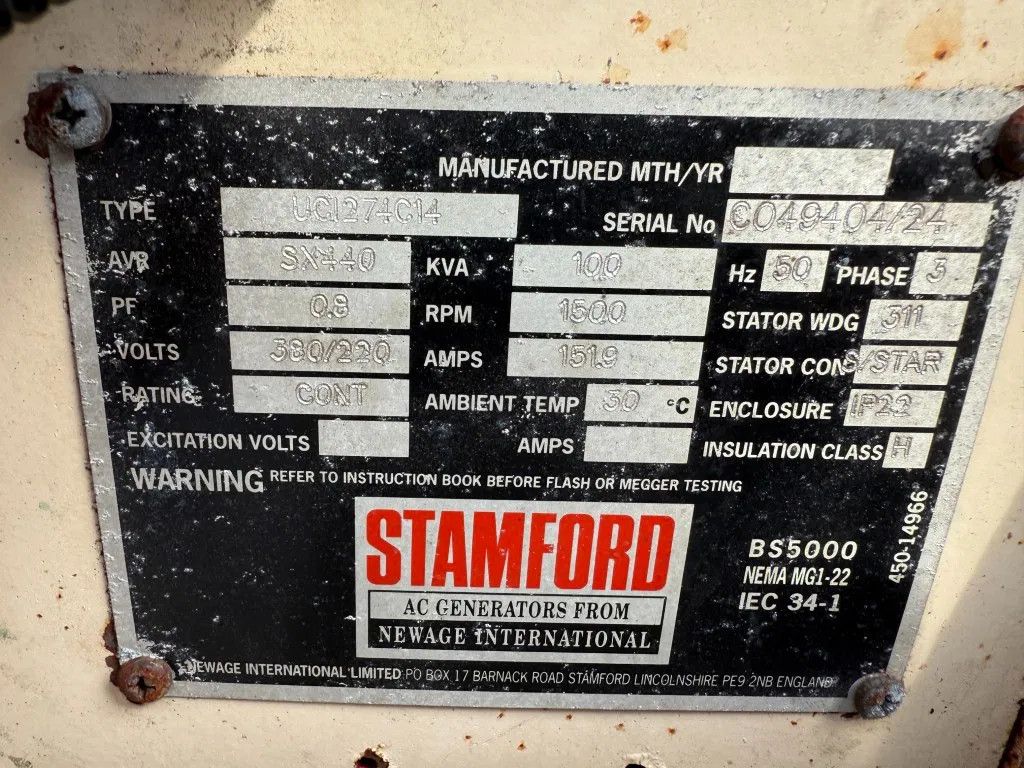 MANUFACTURED MTH/YR
TYPE UCI274C14 SERIAL No C049404/24
AVR SX440 KVA 100 Hz 50 PHASE 3
PF 0.8 RPM 1500 STATOR WDG 311
VOLTS 380/220 AMPS 151.9 STATOR CON S/STAR
RATING CONT AMBIENT TEMP 30 °C ENCLOSURE IP22
EXCITATION VOLTS AMPS INSULATION CLASS H
WARNING REFER TO INSTRUCTION BOOK BEFORE FLASH OR MEGGER TESTING
STAMFORD
AC GENERATORS FROM
NEWAGE INTERNATIONAL
BS5000
NEMA MG1-22
IEC 34-1
450-14966
NEWAGE INTERNATIONAL LIMITED PO BOX 17 BARNACK ROAD STAMFORD LINCOLNSHIRE PE9 2NB ENGLAND